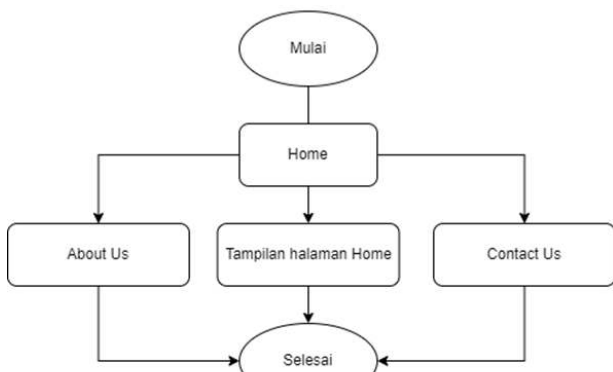 Mulai
Home
About Us
Tampilan halaman Home
Contact Us
Selesai